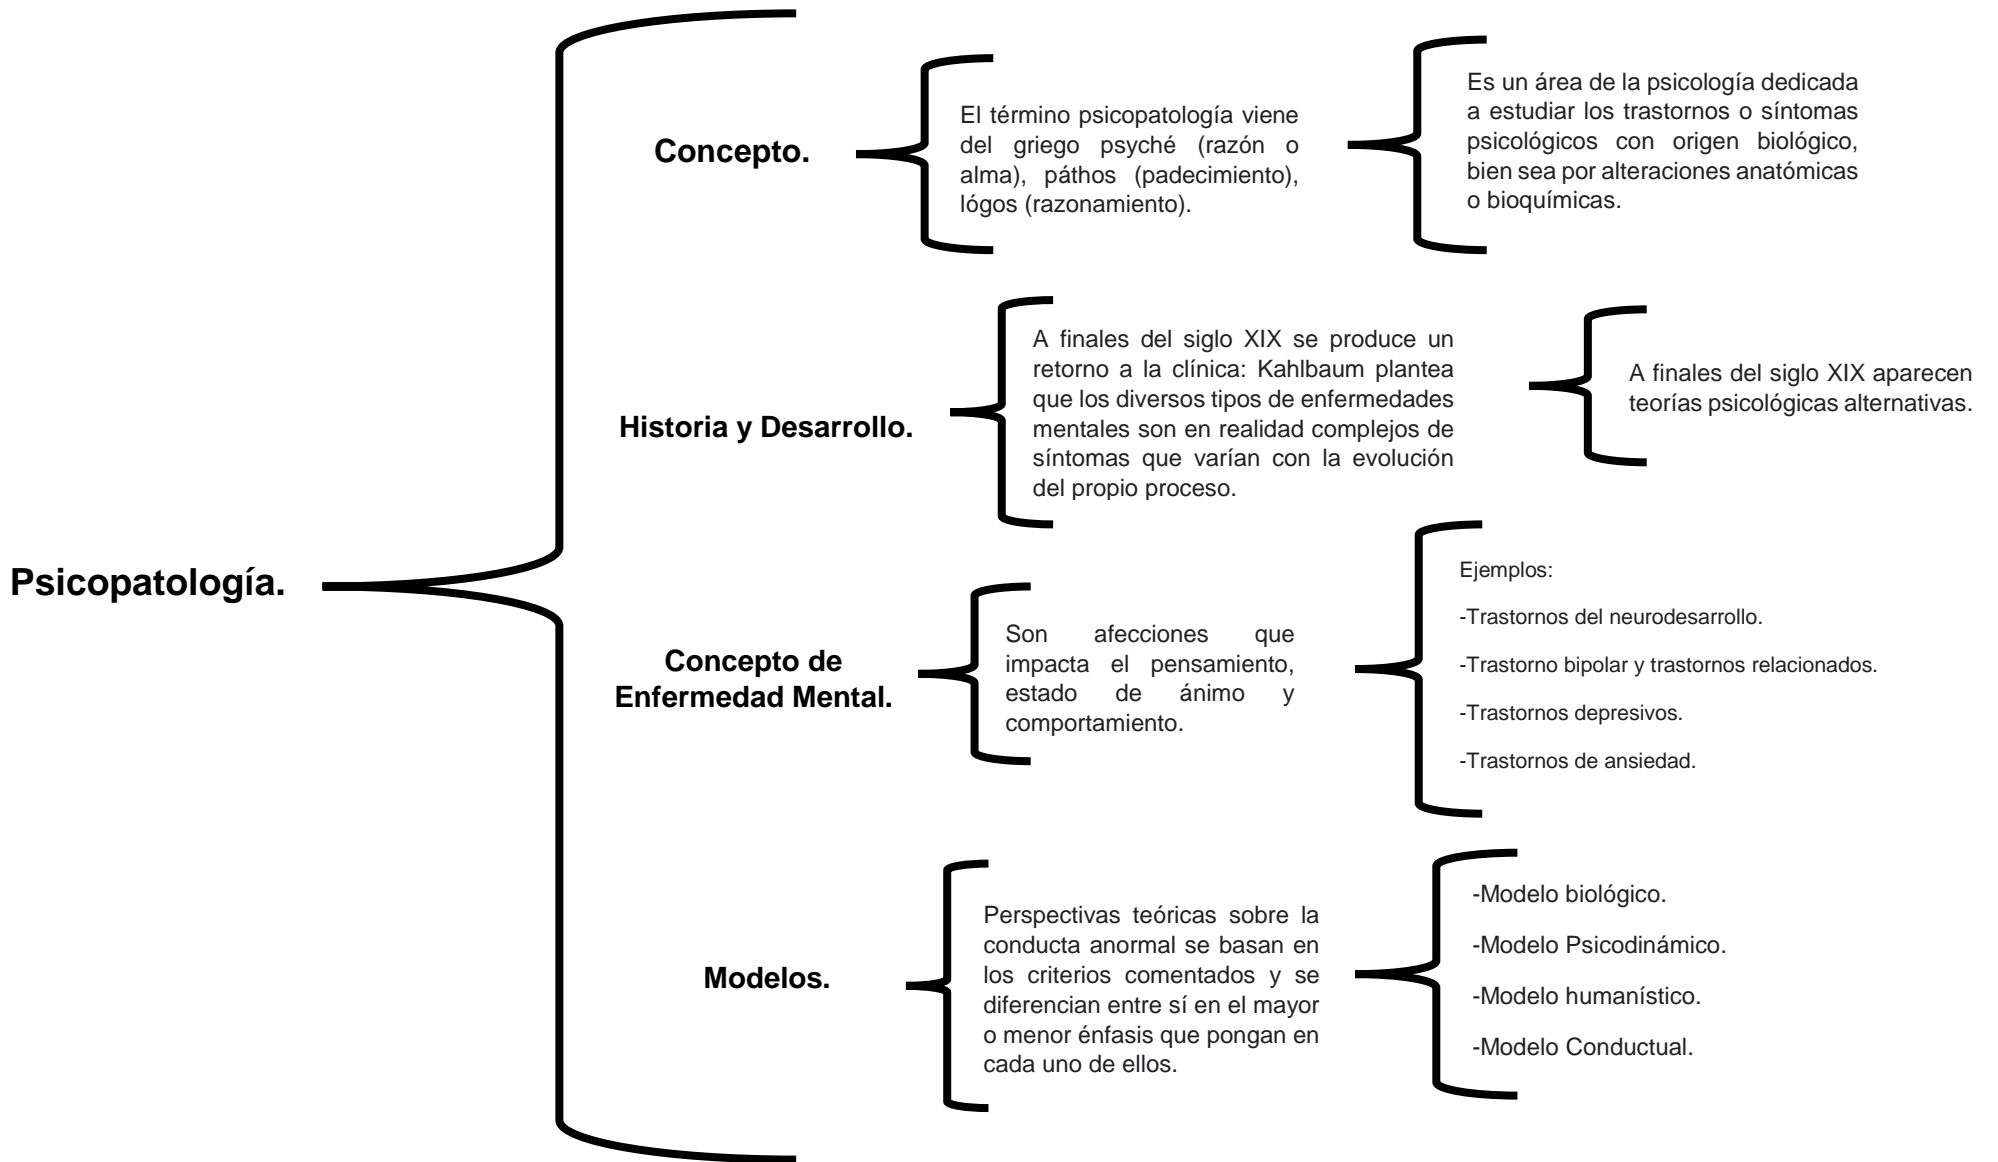 Psicopatología.
Concepto.
El término psicopatología viene
del griego psyché (razón o
alma), páthos (padecimiento),
lógos (razonamiento).
Es un área de la psicología dedicada
a estudiar los trastornos o síntomas
psicológicos con origen biológico,
bien sea por alteraciones anatómicas
o bioquímicas.
Historia y Desarrollo.
A finales del siglo XIX se produce un
retorno a la clínica: Kahlbaum plantea
que los diversos tipos de enfermedades
mentales son en realidad complejos de
síntomas que varían con la evolución
del propio proceso.
A finales del siglo XIX aparecen
teorías psicológicas alternativas.
Concepto de
Enfermedad Mental.
Son afecciones que
impacta el pensamiento,
estado de ánimo y
comportamiento.
Ejemplos:
-Trastornos del neurodesarrollo.
-Trastorno bipolar y trastornos relacionados.
-Trastornos depresivos.
-Trastornos de ansiedad.
Modelos.
Perspectivas teóricas sobre la
conducta anormal se basan en
los criterios comentados y se
diferencian entre sí en el mayor
o menor énfasis que pongan en
cada uno de ellos.
-Modelo biológico.
-Modelo Psicodinámico.
-Modelo humanístico.
-Modelo Conductual.